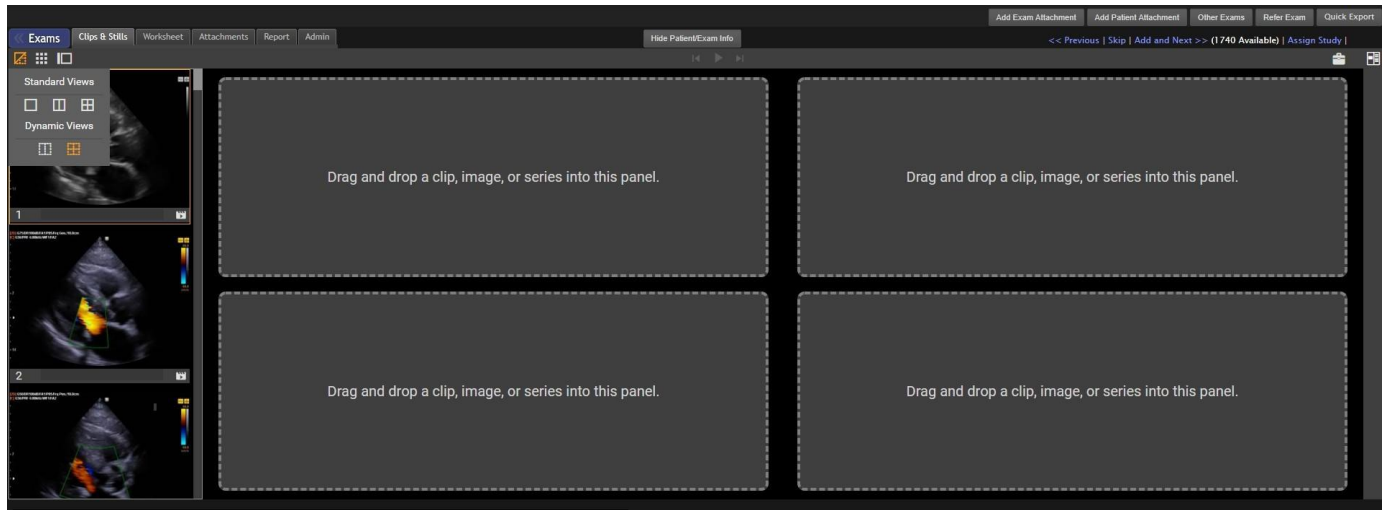 Add Exam Attachment Add Patient Attachment Other Exams Refer Exam Quick Export
Exams Clips & Stills Worksheet Attachments Report Admin Hide Patient/Exam Info << Previous | Skip | Add and Next >> (1740 Available) | Assign Study |
Standard Views
Dynamic Views
Drag and drop a clip, image, or series into this panel. Drag and drop a clip, image, or series into this panel.
1
2
Drag and drop a clip, image, or series into this panel. Drag and drop a clip, image, or series into this panel.